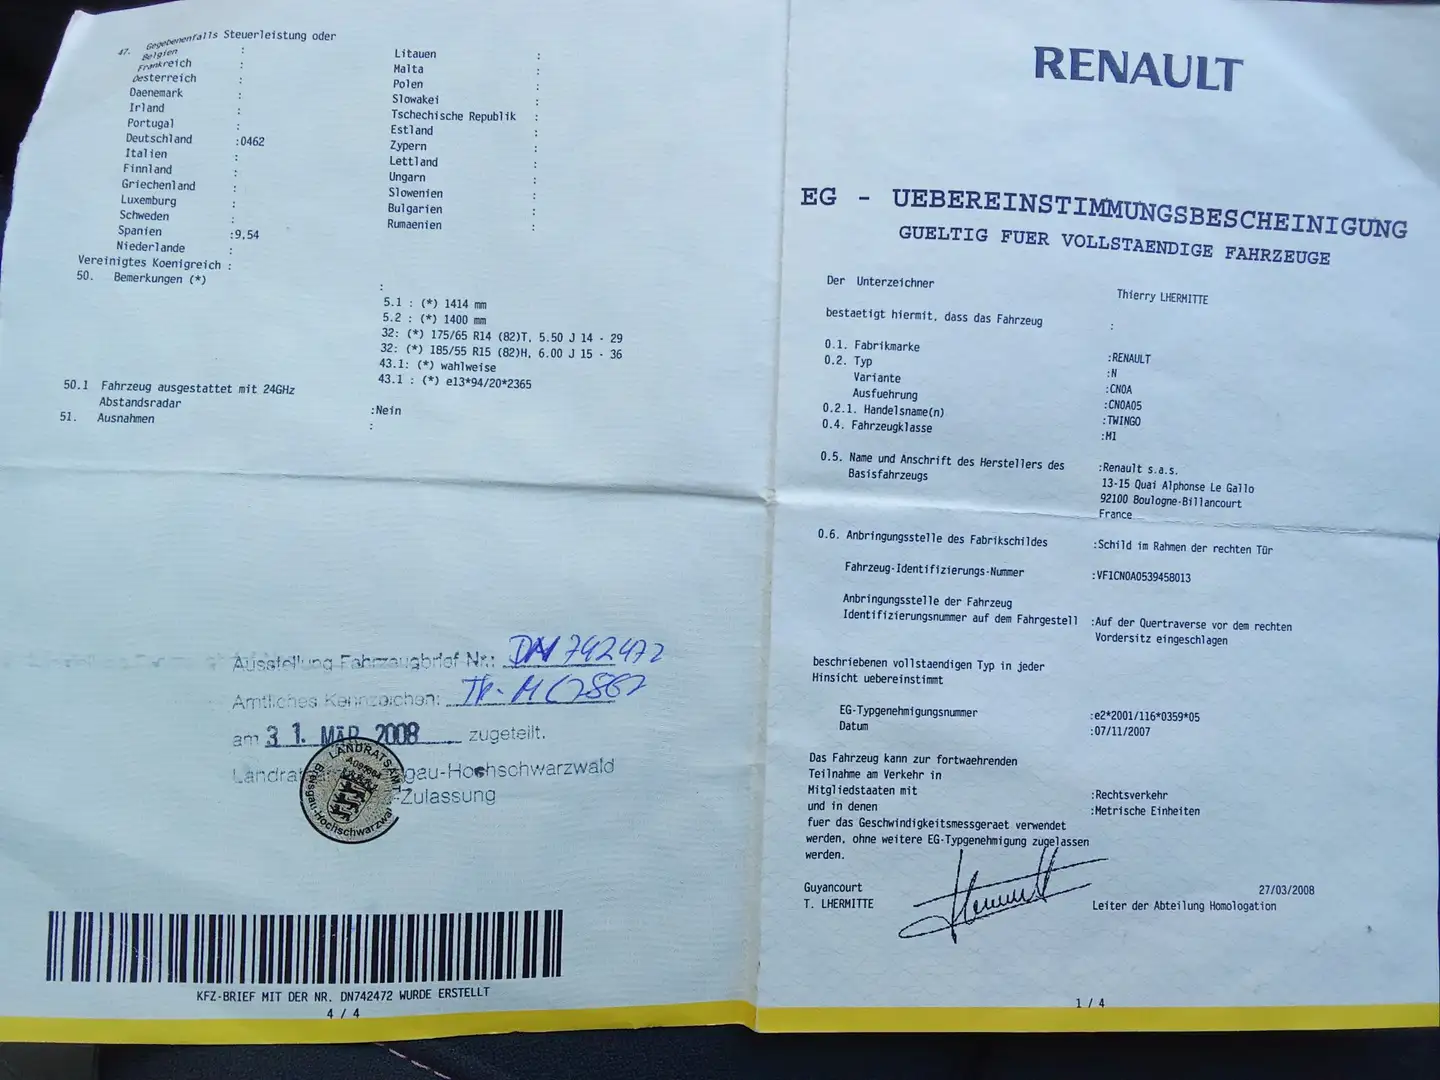 47. Gegebenenfalls Steuerleistung oder
Belgien :
Frankreich :
Oesterreich :
Daenemark :
Irland :
Portugal :
Deutschland :0462
Italien :
Finnland :
Griechenland :
Luxemburg :
Schweden :
Spanien :9,54
Niederlande :
Vereinigtes Koenigreich :
Litauen :
Malta :
Polen :
Slowakei :
Tschechische Republik :
Estland :
Zypern :
Lettland :
Ungarn :
Slowenien :
Bulgarien :
Rumaenien :
50. Bemerkungen (*) :
5.1 : (*) 1414 mm
5.2 : (*) 1400 mm
32: (*) 175/65 R14 (82)T, 5.50 J 14 - 29
32: (*) 185/55 R15 (82)H, 6.00 J 15 - 36
43.1: (*) wahlweise
43.1 : (*) e13*94/20*2365
50.1 Fahrzeug ausgestattet mit 24GHz
Abstandsradar :Nein
51. Ausnahmen :
Ausstellung Fahrzeugbrief Nr.: DN 742472
Amtliches Kennzeichen:
am 31. MÄR. 2008 zugeteilt.
gau-Hochschwarzwald
-Zulassung
LANDRATSAMT
Breisgau-Hochschwarzwald
KFZ-BRIEF MIT DER NR. DN742472 WURDE ERSTELLT
4 / 4
RENAULT
EG - UEBEREINSTIMMUNGSBESCHEINIGUNG
GUELTIG FUER VOLLSTAENDIGE FAHRZEUGE
Der Unterzeichner Thierry LHERMITTE
bestaetigt hiermit, dass das Fahrzeug :
0.1. Fabrikmarke :RENAULT
0.2. Typ :N
Variante :CN0A
Ausfuehrung :CN0A05
0.2.1. Handelsname(n) :TWINGO
0.4. Fahrzeugklasse :M1
0.5. Name und Anschrift des Herstellers des :Renault s.a.s.
Basisfahrzeugs 13-15 Quai Alphonse Le Gallo
92100 Boulogne-Billancourt
France
0.6. Anbringungsstelle des Fabrikschildes :Schild im Rahmen der rechten Tür
Fahrzeug-Identifizierungs-Nummer :VF1CN0A0539458013
Anbringungsstelle der Fahrzeug
Identifizierungsnummer auf dem Fahrgestell :Auf der Quertraverse vor dem rechten
Vordersitz eingeschlagen
beschriebenen vollstaendigen Typ in jeder
Hinsicht uebereinstimmt
EG-Typgenehmigungsnummer :e2*2001/116*0359*05
Datum :07/11/2007
Das Fahrzeug kann zur fortwaehrenden
Teilnahme am Verkehr in
Mitgliedstaaten mit :Rechtsverkehr
und in denen :Metrische Einheiten
fuer das Geschwindigkeitsmessgeraet verwendet
werden, ohne weitere EG-Typgenehmigung zugelassen
werden.
Guyancourt 27/03/2008
T. LHERMITTE Leiter der Abteilung Homologation
1 / 4